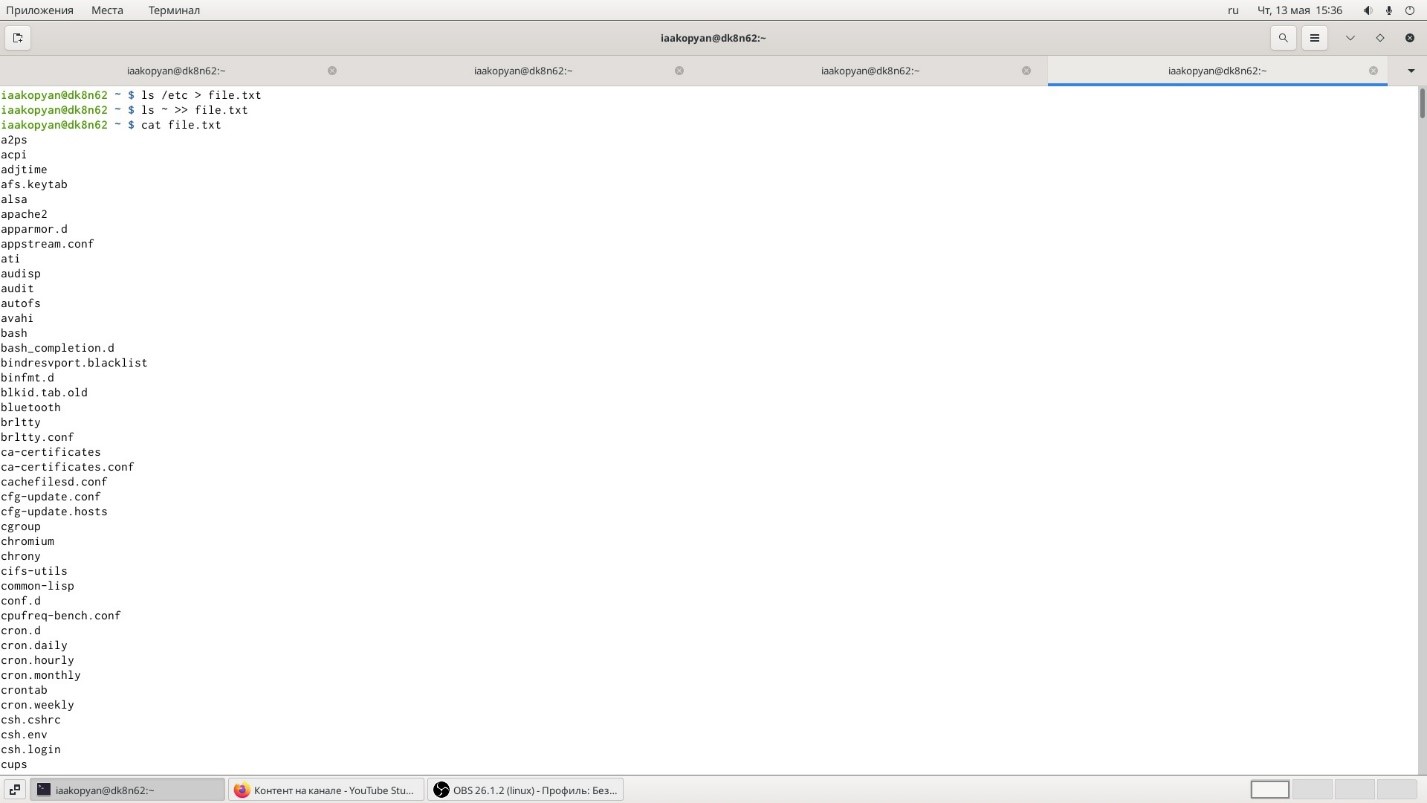 Приложения Места Терминал ru Чт, 13 мая 15:36
iaakopyan@dk8n62:~
iaakopyan@dk8n62:~ iaakopyan@dk8n62:~ iaakopyan@dk8n62:~ iaakopyan@dk8n62:~
iaakopyan@dk8n62 ~ $ ls /etc > file.txt
iaakopyan@dk8n62 ~ $ ls ~ >> file.txt
iaakopyan@dk8n62 ~ $ cat file.txt
a2ps
acpi
adjtime
afs.keytab
alsa
apache2
apparmor.d
appstream.conf
ati
audisp
audit
autofs
avahi
bash
bash_completion.d
bindresvport.blacklist
binfmt.d
blkid.tab.old
bluetooth
brltty
brltty.conf
ca-certificates
ca-certificates.conf
cachefilesd.conf
cfg-update.conf
cfg-update.hosts
cgroup
chromium
chrony
cifs-utils
common-lisp
conf.d
cpufreq-bench.conf
cron.d
cron.daily
cron.hourly
cron.monthly
crontab
cron.weekly
csh.cshrc
csh.env
csh.login
cups
iaakopyan@dk8n62:~ Контент на канале - YouTube Stu... OBS 26.1.2 (linux) - Профиль: Без...